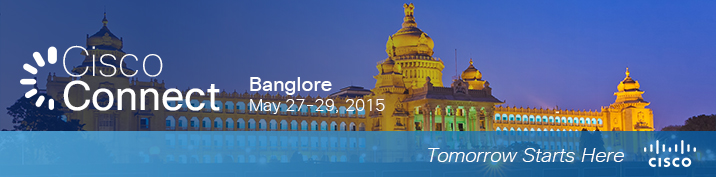 Cisco
Connect
Banglore
May 27-29, 2015
Tomorrow Starts Here
CISCO